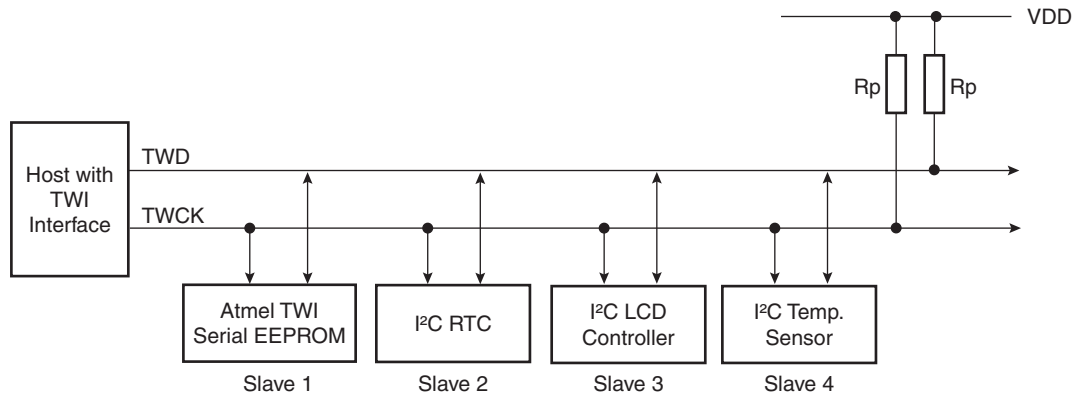 VDD
Rp
Rp
Host with
TWI
Interface
TWD
TWCK
Atmel TWI
Serial EEPROM
I²C RTC
I²C LCD
Controller
I²C Temp.
Sensor
Slave 1
Slave 2
Slave 3
Slave 4